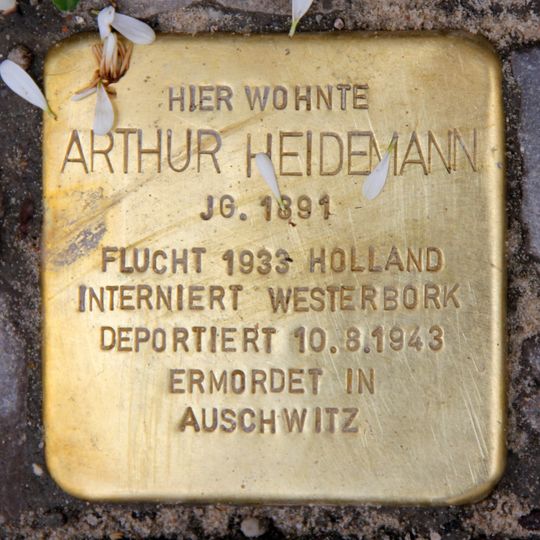 HIER WOHNTE
ARTHUR HEIDEMANN
JG. 1891
FLUCHT 1933 HOLLAND
INTERNIERT WESTERBORK
DEPORTIERT 10.8.1943
ERMORDET IN
AUSCHWITZ